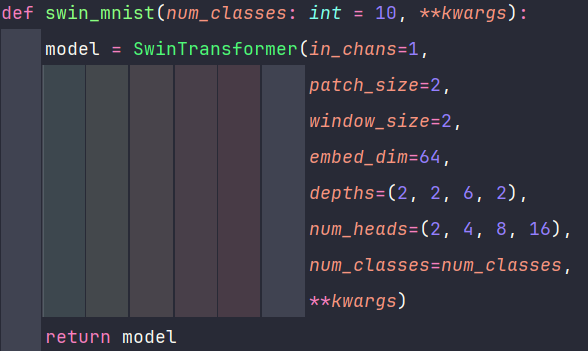 def swin_mnist(num_classes: int = 10, **kwargs):
    model = SwinTransformer(in_chans=1,
                            patch_size=2,
                            window_size=2,
                            embed_dim=64,
                            depths=(2, 2, 6, 2),
                            num_heads=(2, 4, 8, 16),
                            num_classes=num_classes,
                            **kwargs)
    return model